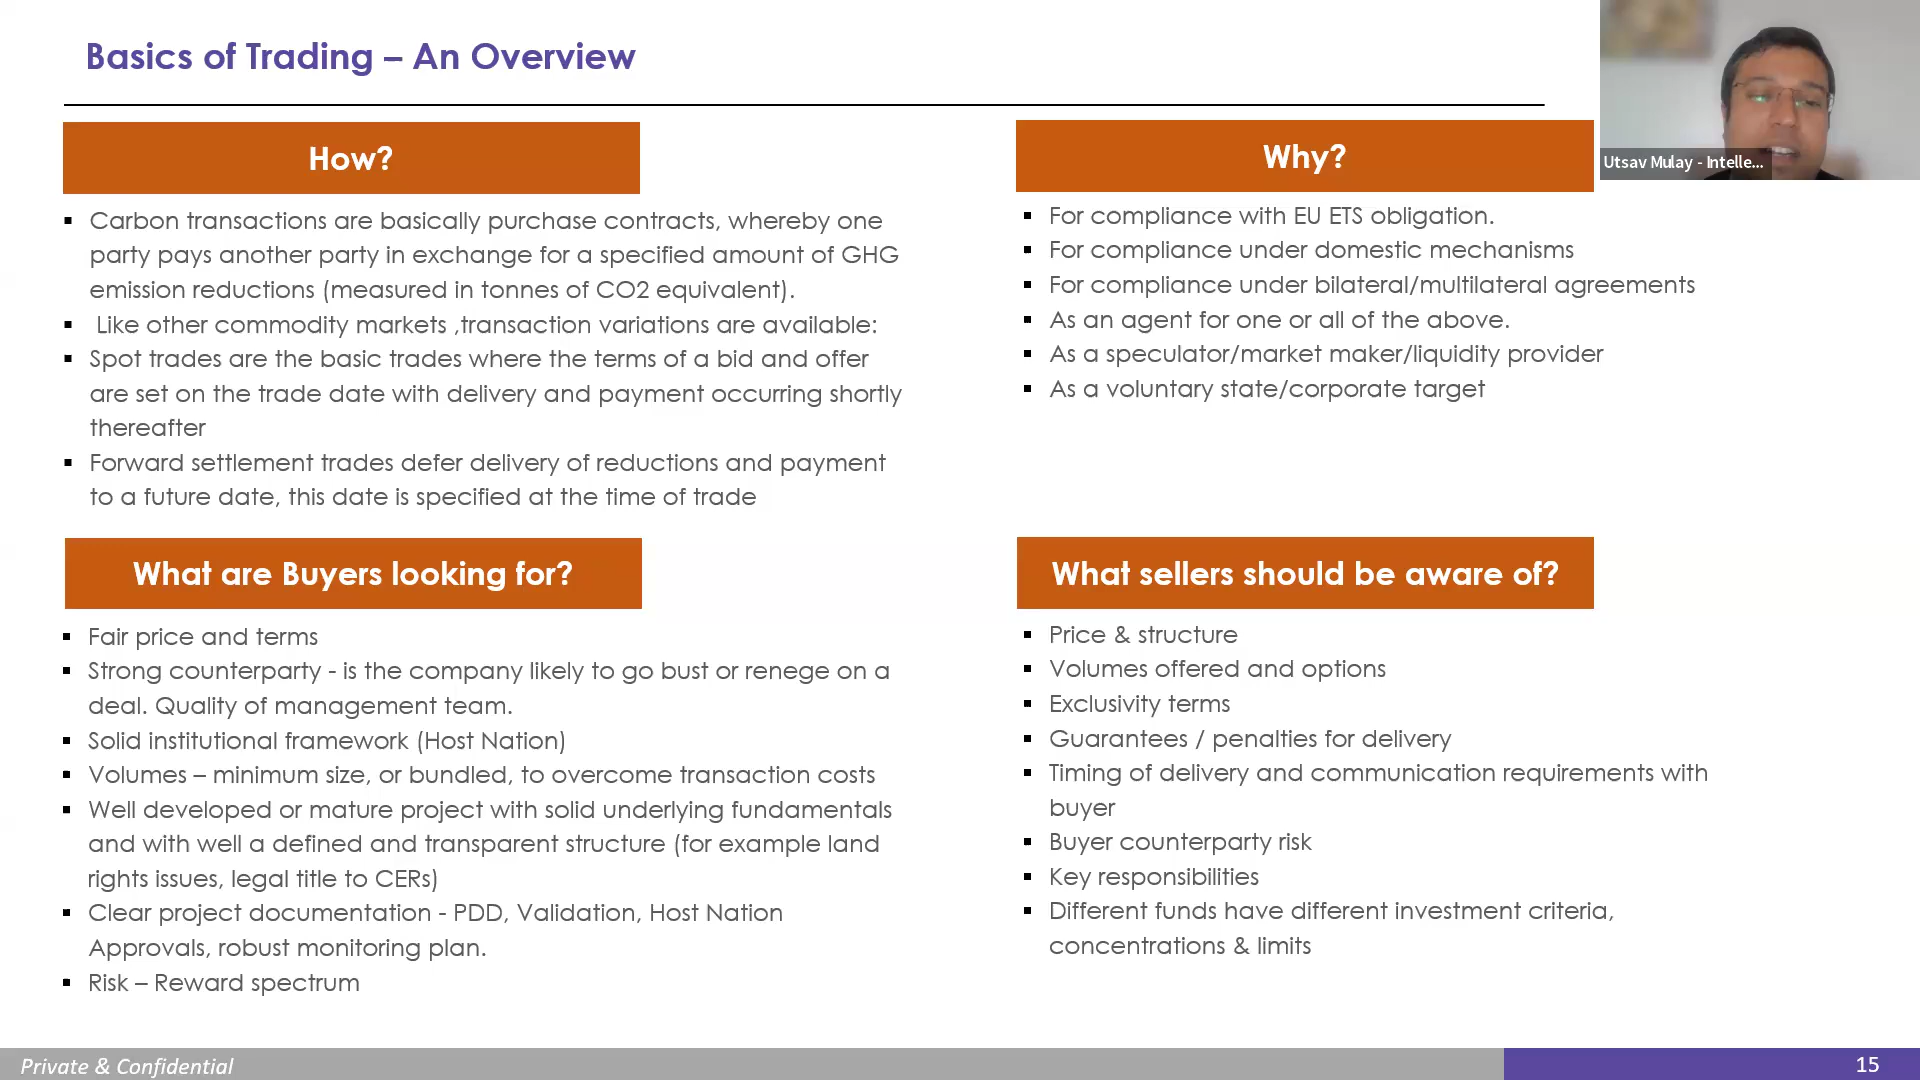 Basics of Trading – An Overview
How?
Carbon transactions are basically purchase contracts, whereby one
party pays another party in exchange for a specified amount of GHG
emission reductions (measured in tonnes of CO2 equivalent).
Like other commodity markets ,transaction variations are available:
Spot trades are the basic trades where the terms of a bid and offer
are set on the trade date with delivery and payment occurring shortly
thereafter
Forward settlement trades defer delivery of reductions and payment
to a future date, this date is specified at the time of trade
Why?
For compliance with EU ETS obligation.
For compliance under domestic mechanisms
For compliance under bilateral/multilateral agreements
As an agent for one or all of the above.
As a speculator/market maker/liquidity provider
As a voluntary state/corporate target
Utsav Mulay - Intelle...
What are Buyers looking for?
Fair price and terms
Strong counterparty - is the company likely to go bust or renege on a
deal. Quality of management team.
Solid institutional framework (Host Nation)
Volumes – minimum size, or bundled, to overcome transaction costs
Well developed or mature project with solid underlying fundamentals
and with well a defined and transparent structure (for example land
rights issues, legal title to CERs)
Clear project documentation - PDD, Validation, Host Nation
Approvals, robust monitoring plan.
Risk – Reward spectrum
What sellers should be aware of?
Price & structure
Volumes offered and options
Exclusivity terms
Guarantees / penalties for delivery
Timing of delivery and communication requirements with
buyer
Buyer counterparty risk
Key responsibilities
Different funds have different investment criteria,
concentrations & limits
Private & Confidential
15